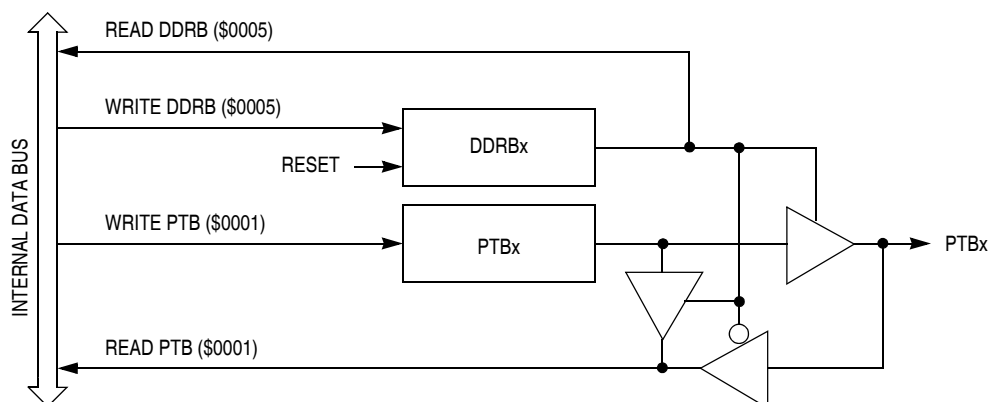 READ DDRB ($0005)
WRITE DDRB ($0005)
DDRBx
RESET
INTERNAL DATA BUS
WRITE PTB ($0001)
PTBx
PTBx
READ PTB ($0001)